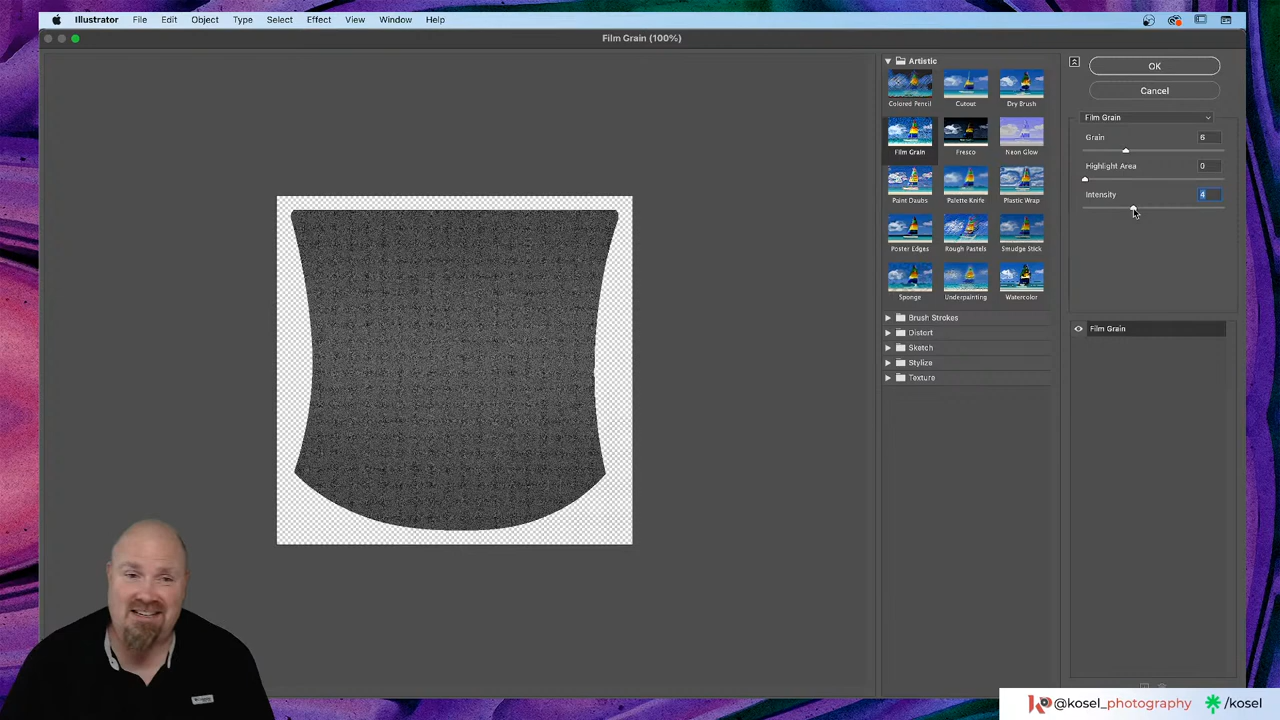 Illustrator File Edit Object Type Select Effect View Window Help
Film Grain (100%)
Artistic
Colored Pencil
Cutout
Dry Brush
Film Grain
Fresco
Neon Glow
Paint Daubs
Palette Knife
Plastic Wrap
Poster Edges
Rough Pastels
Smudge Stick
Sponge
Underpainting
Watercolor
Brush Strokes
Distort
Sketch
Stylize
Texture
OK
Cancel
Film Grain
Grain 6
Highlight Area 0
Intensity 4
Film Grain
@kosel_photography /kosel